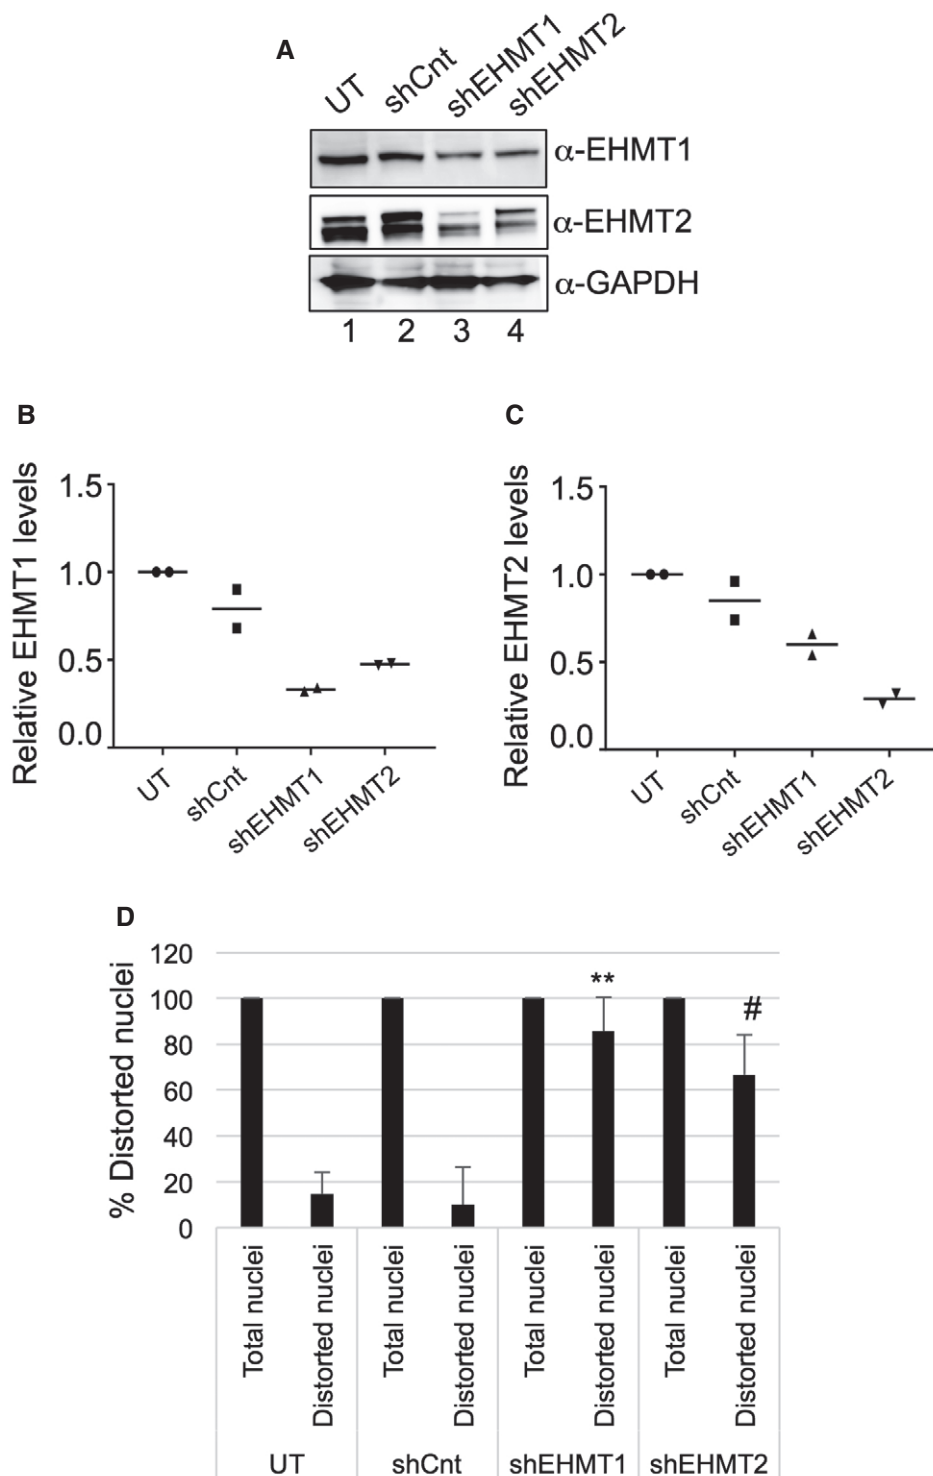 A
UT shCnt shEHMT1 shEHMT2
α-EHMT1
α-EHMT2
α-GAPDH
1 2 3 4
B
Relative EHMT1 levels
1.5
1.0
0.5
0.0
UT shCnt shEHMT1 shEHMT2
C
Relative EHMT2 levels
1.5
1.0
0.5
0.0
UT shCnt shEHMT1 shEHMT2
D
% Distorted nuclei
120
100
80
60
40
20
0
** #
Total nuclei Distorted nuclei Total nuclei Distorted nuclei Total nuclei Distorted nuclei Total nuclei Distorted nuclei
UT shCnt shEHMT1 shEHMT2